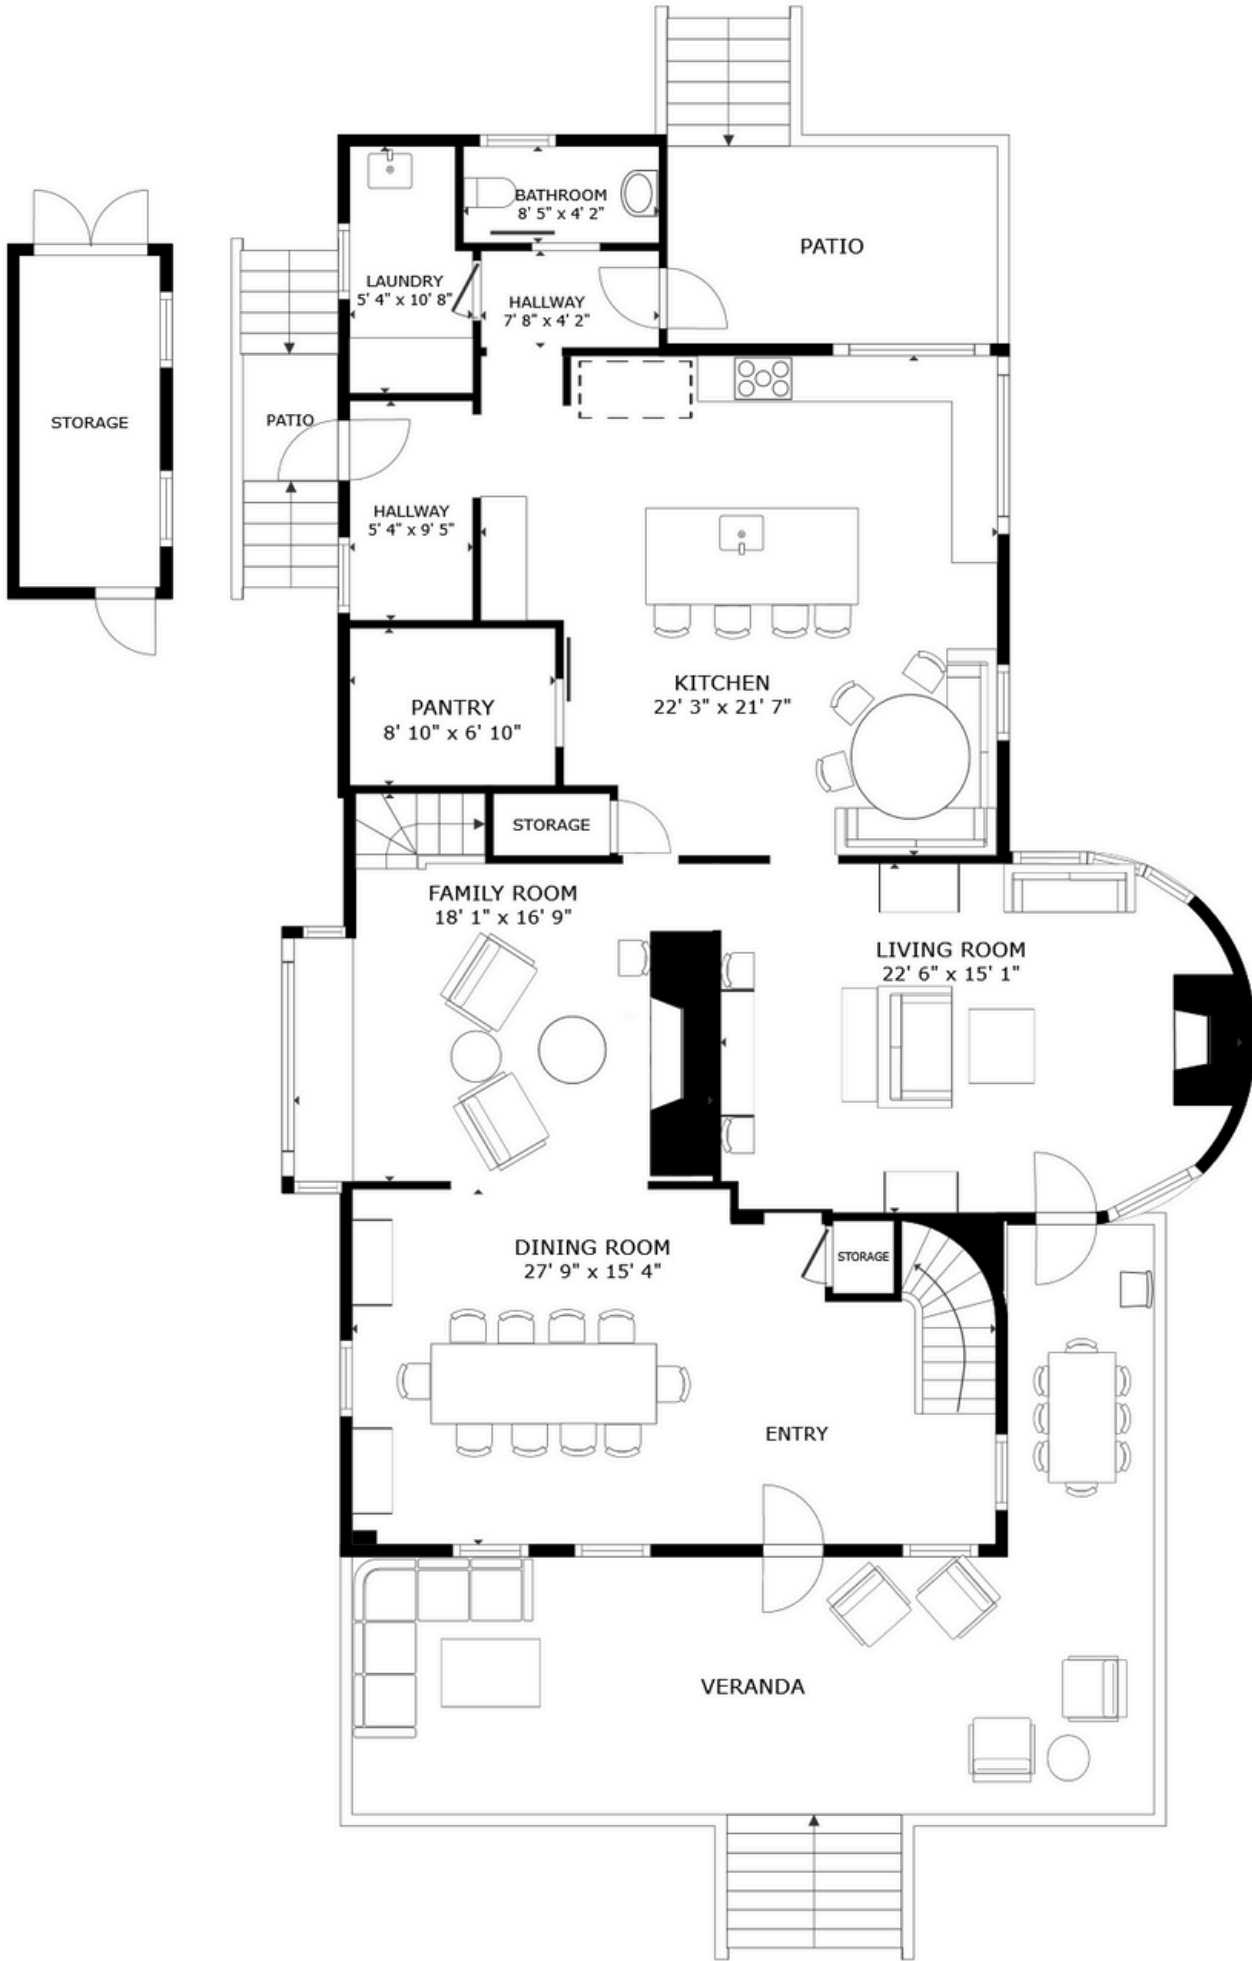 BATHROOM
8' 5" x 4' 2"
PATIO
LAUNDRY
5' 4" x 10' 8"
HALLWAY
7' 8" x 4' 2"
STORAGE
PATIO
HALLWAY
5' 4" x 9' 5"
KITCHEN
22' 3" x 21' 7"
PANTRY
8' 10" x 6' 10"
STORAGE
FAMILY ROOM
18' 1" x 16' 9"
LIVING ROOM
22' 6" x 15' 1"
DINING ROOM
27' 9" x 15' 4"
STORAGE
ENTRY
VERANDA